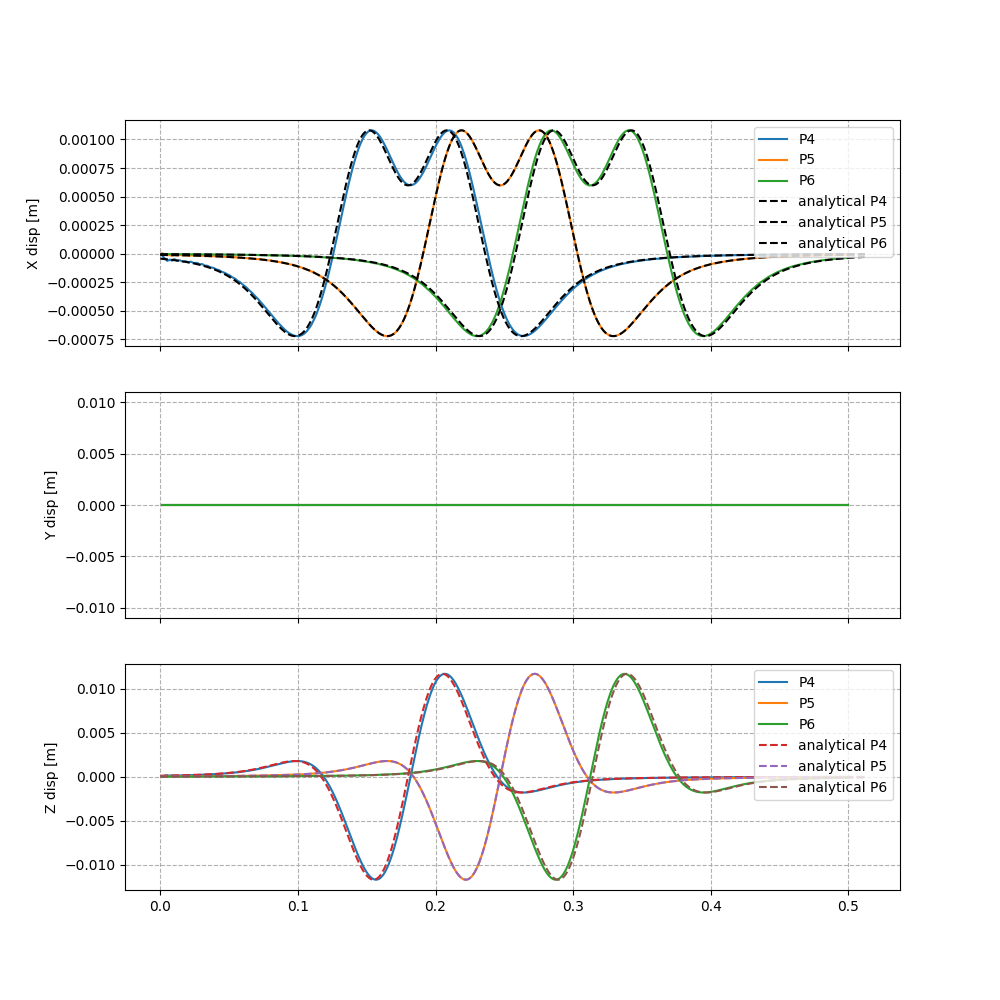 X disp [m]
0.00100
0.00075
0.00050
0.00025
0.00000
−0.00025
−0.00050
−0.00075
P4
P5
P6
analytical P4
analytical P5
analytical P6
Y disp [m]
0.010
0.005
0.000
−0.005
−0.010
Z disp [m]
0.010
0.005
0.000
−0.005
−0.010
P4
P5
P6
analytical P4
analytical P5
analytical P6
0.0 0.1 0.2 0.3 0.4 0.5